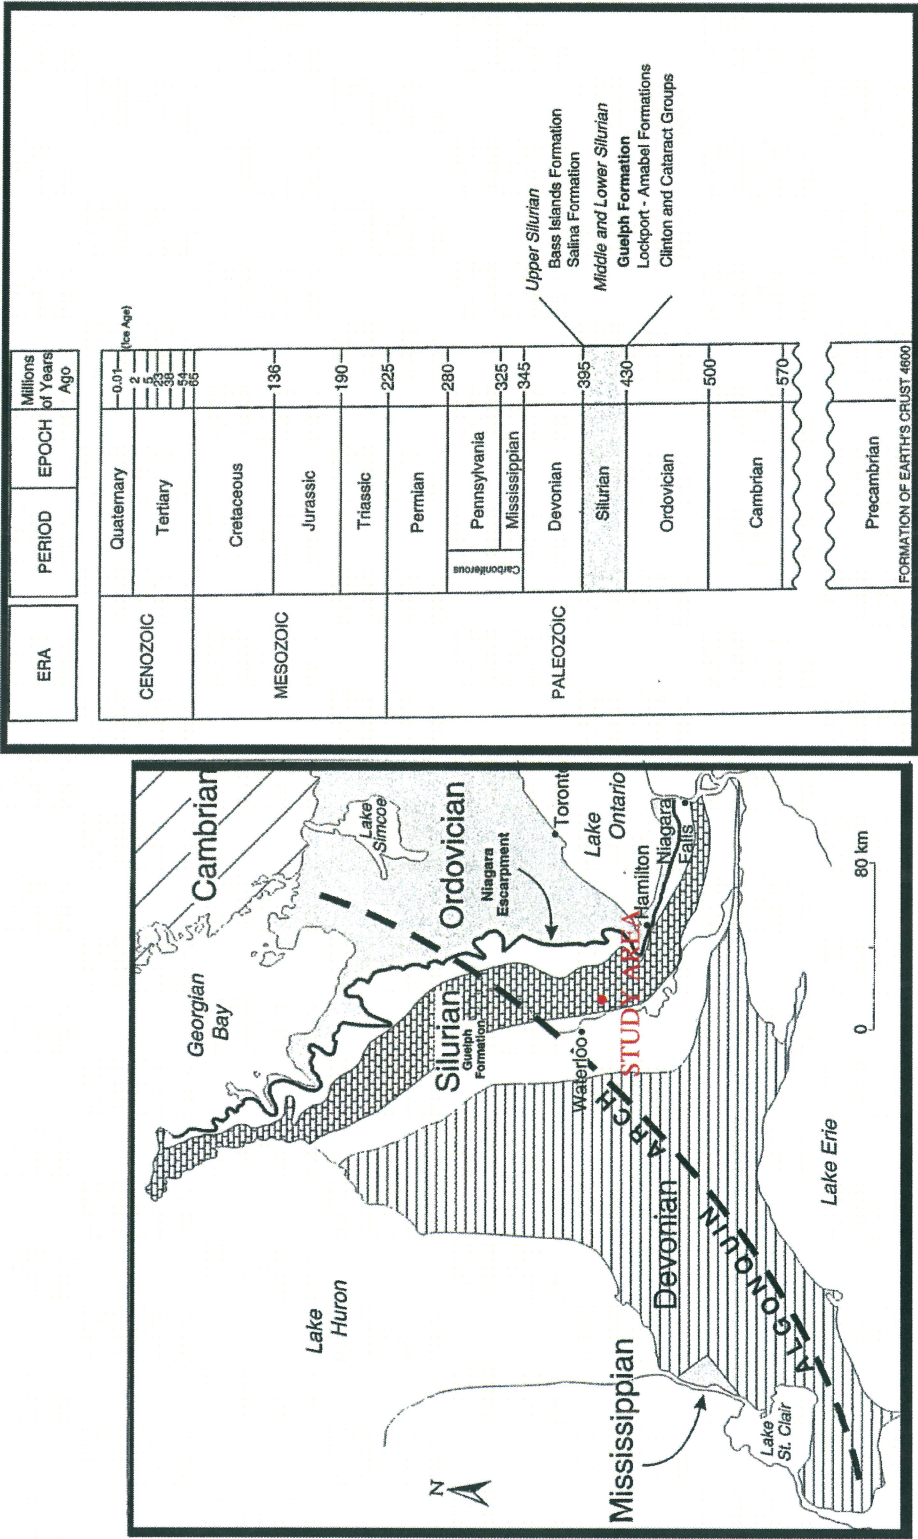 ERA
PERIOD
EPOCH
Millions
of Years
Ago
CENOZOIC
Quaternary
Tertiary
0.01
(Ice Age)
2
5
23
38
54
65
MESOZOIC
Cretaceous
136
Jurassic
190
Triassic
225
PALEOZOIC
Permian
280
Carboniferous
Pennsylvania
325
Mississippian
345
Devonian
395
Silurian
430
Ordovician
500
Cambrian
570
Precambrian
FORMATION OF EARTH'S CRUST 4600
Upper Silurian
Bass Islands Formation
Salina Formation
Middle and Lower Silurian
Guelph Formation
Lockport - Amabel Formations
Clinton and Cataract Groups
Cambrian
Georgian
Bay
Lake
Simcoe
Ordovician
Niagara
Escarpment
Toronto
Lake
Ontario
Silurian
Guelph
Formation
Hamilton
Niagara
Falls
STUDY AREA
Waterloo
80 km
0
Lake
Huron
Devonian
ALGONQUIN ARCH
Lake Erie
Mississippian
Lake
St. Clair
N